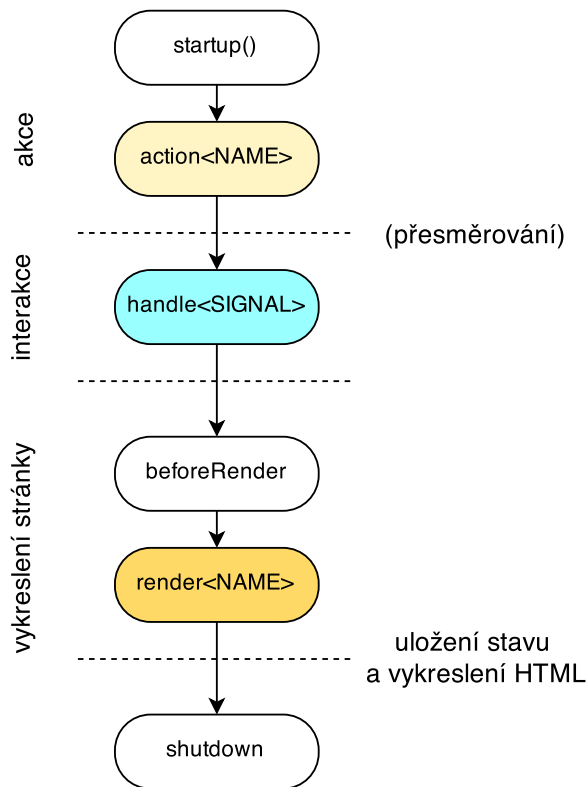 startup()
akce
action<NAME>
(přesměrování)
interakce
handle<SIGNAL>
vykreslení stránky
beforeRender
render<NAME>
uložení stavu
a vykreslení HTML
shutdown